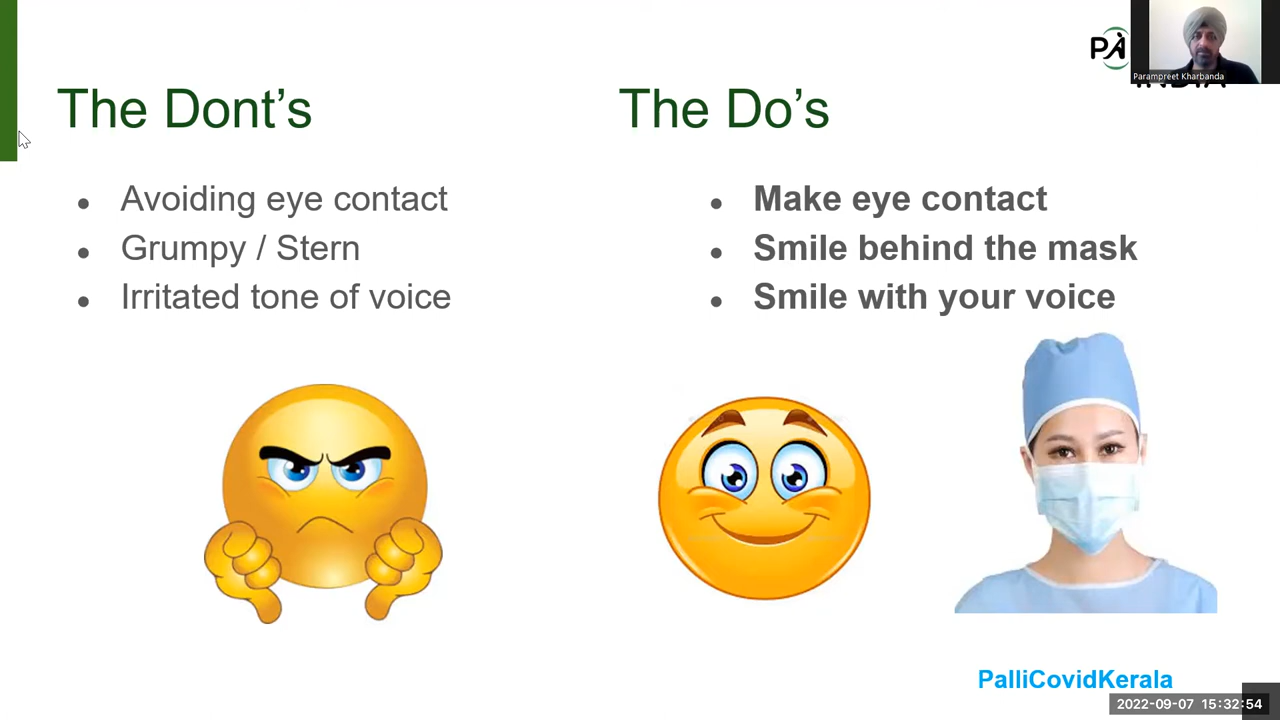 The Dont's
The Do's
Avoiding eye contact
Grumpy / Stern
Irritated tone of voice
Make eye contact
Smile behind the mask
Smile with your voice
Parampreet Kharbanda
INDIA
PalliCovidKerala
2022-09-07 15:32:54